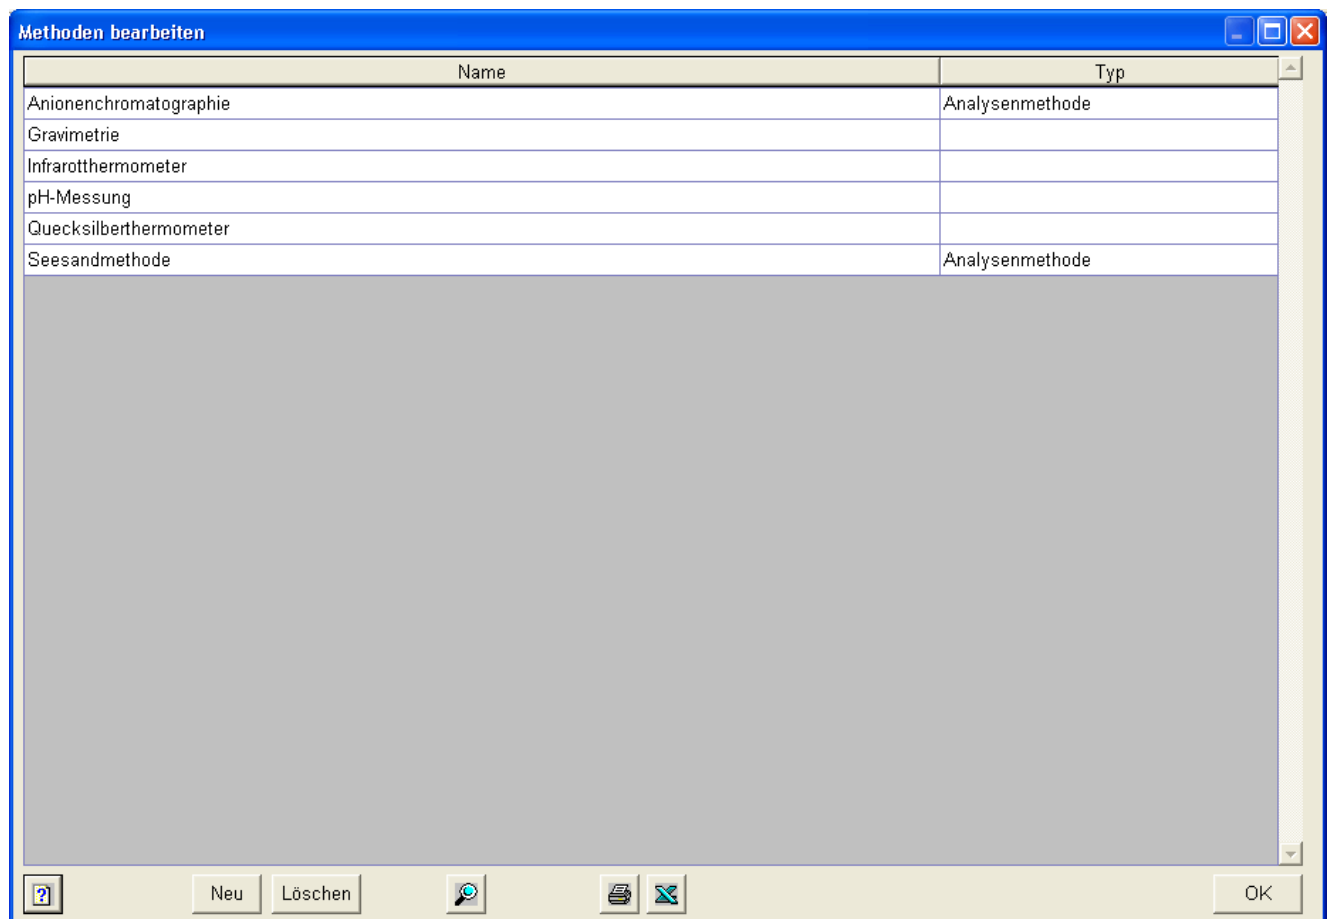 Methoden bearbeiten
Name Typ
Anionenchromatographie Analysenmethode
Gravimetrie
Infrarotthermometer
pH-Messung
Quecksilberthermometer
Seesandmethode Analysenmethode
Neu Löschen OK